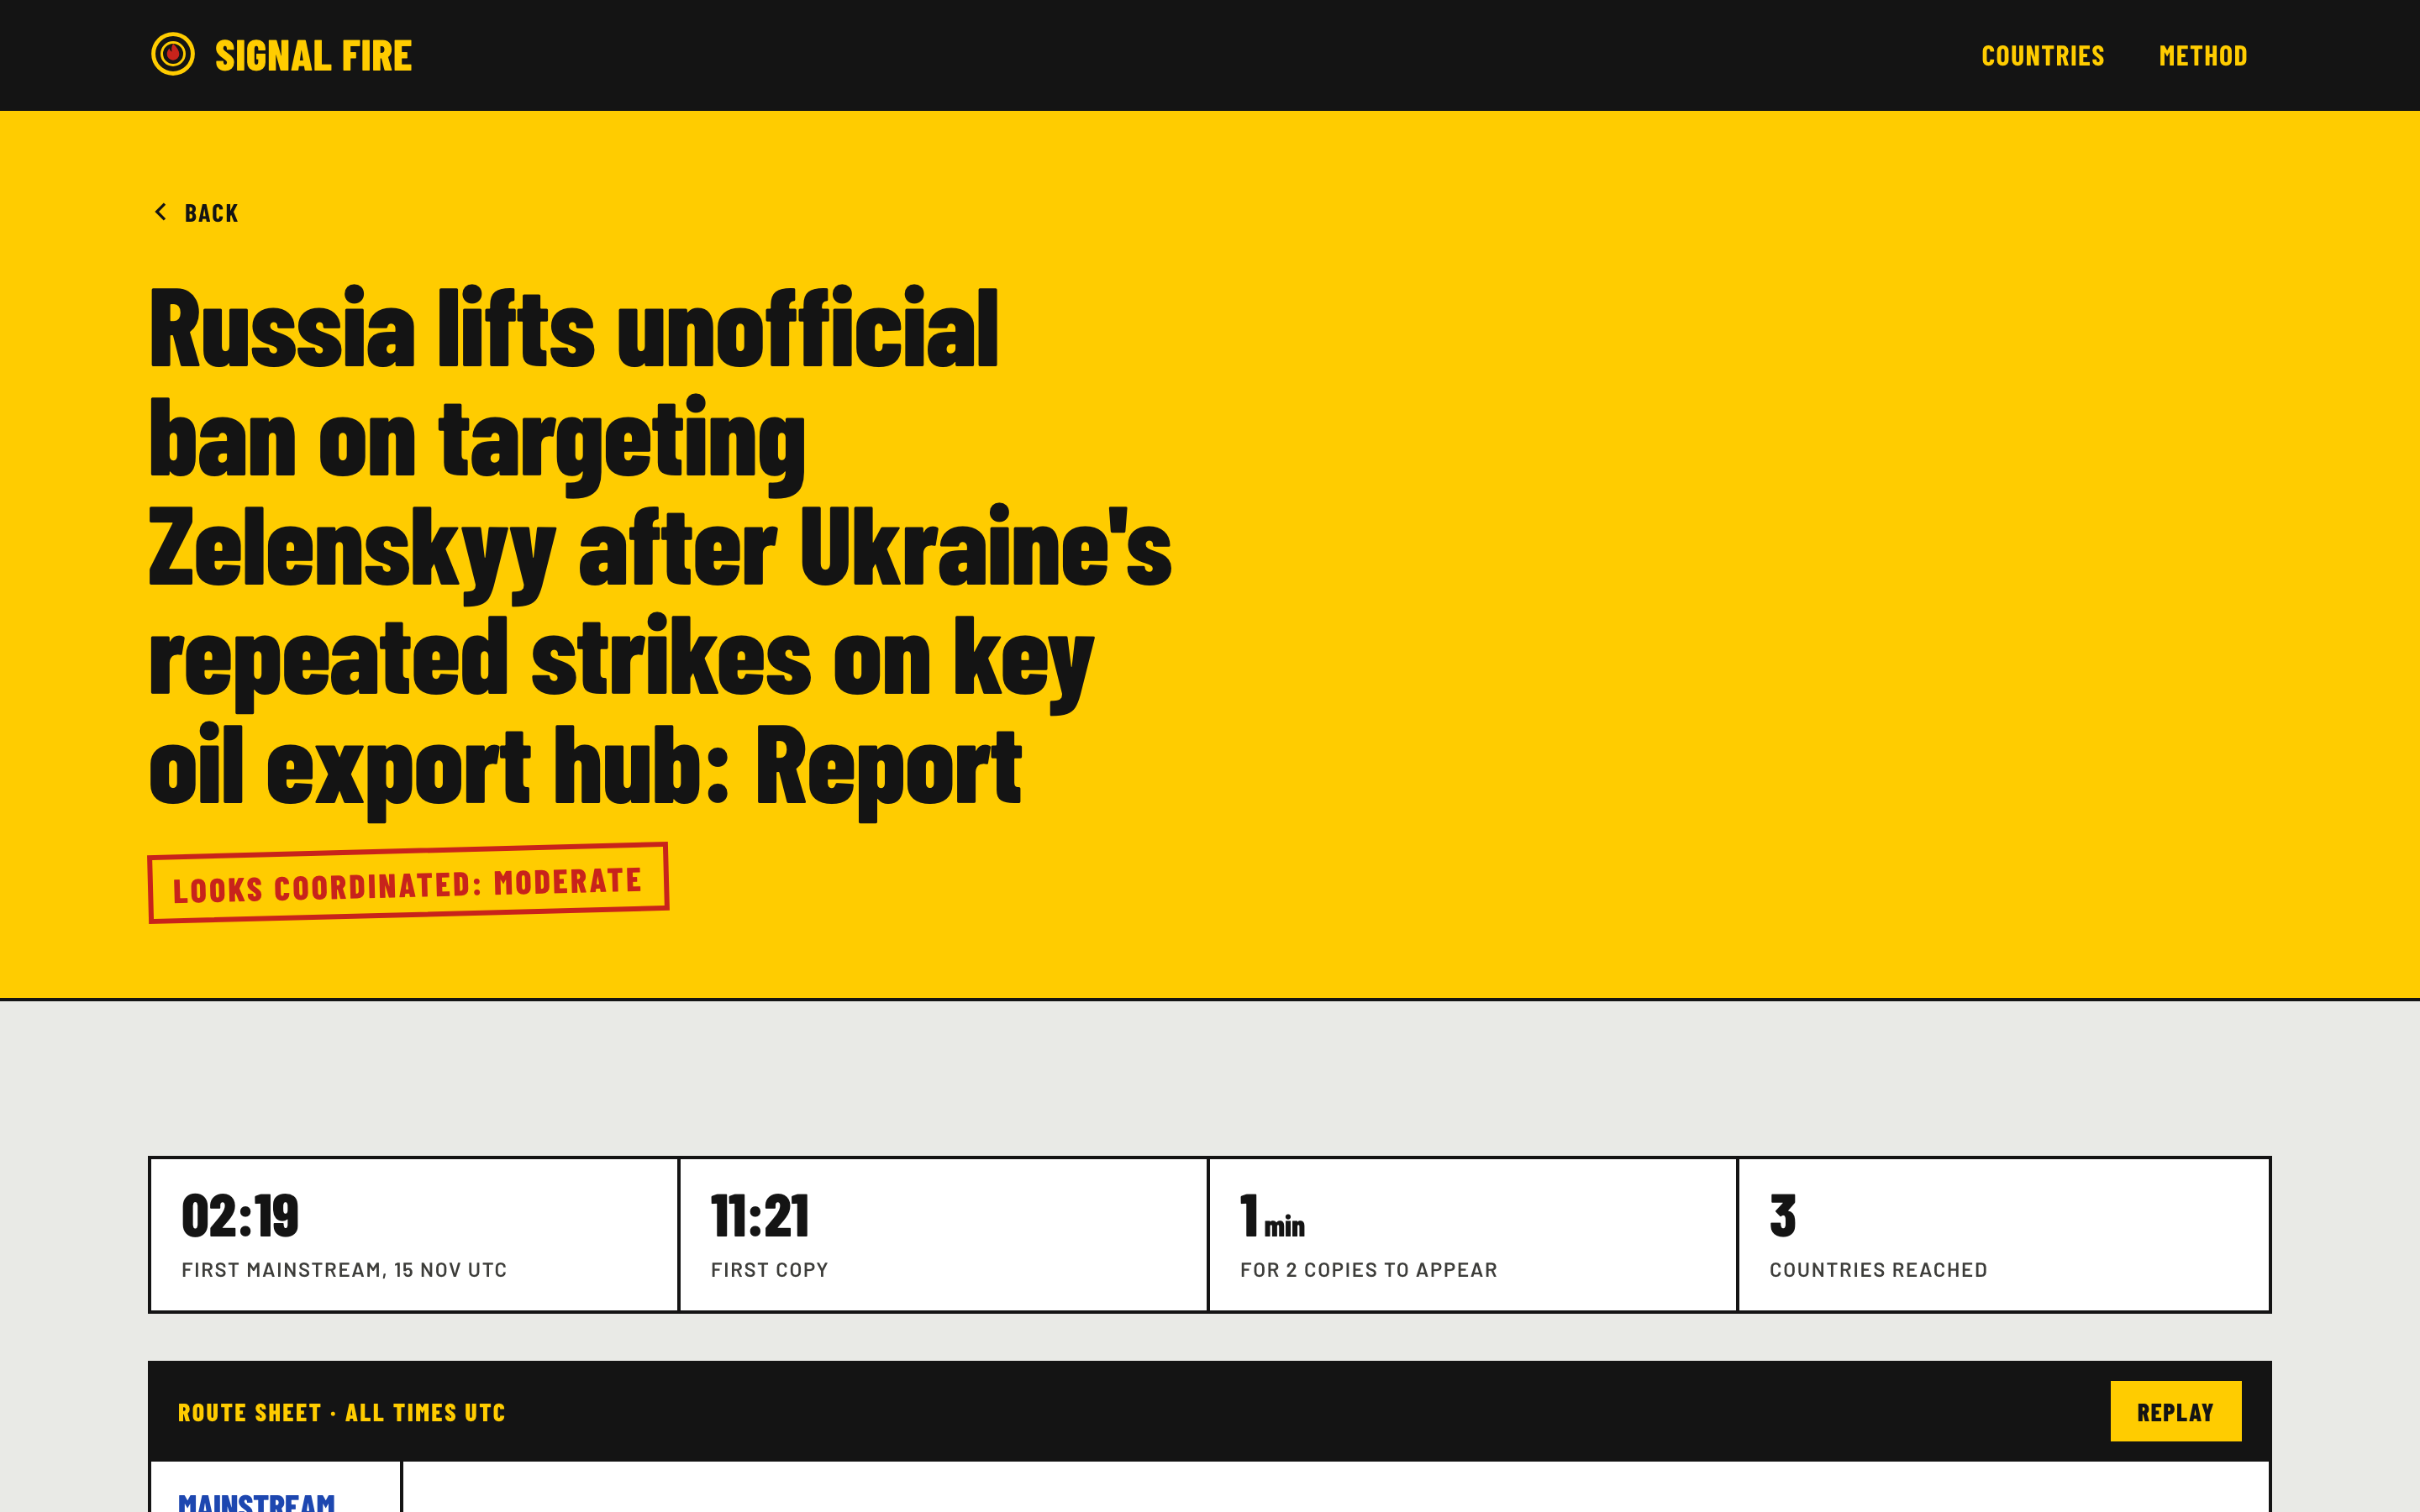 SIGNAL FIRE
COUNTRIES
METHOD
BACK
Russia lifts unofficial
ban on targeting
Zelenskyy after Ukraine's
repeated strikes on key
oil export hub: Report
LOOKS COORDINATED: MODERATE
02:19
FIRST MAINSTREAM, 15 NOV UTC
11:21
FIRST COPY
1 min
FOR 2 COPIES TO APPEAR
3
COUNTRIES REACHED
ROUTE SHEET · ALL TIMES UTC
REPLAY
MAINSTREAM